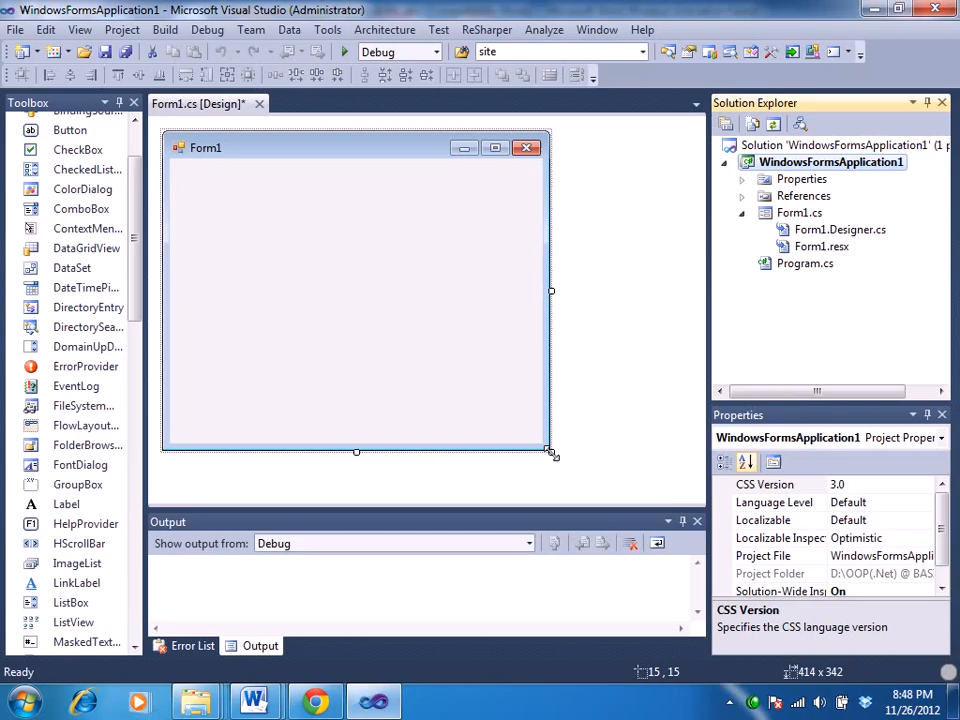 WindowsFormsApplication1 - Microsoft Visual Studio (Administrator)
File Edit View Project Build Debug Team Data Tools Architecture Test ReSharper Analyze Window Help
Debug site
Toolbox
Form1.cs [Design]*
Solution Explorer
Button
CheckBox
CheckedList...
ColorDialog
ComboBox
ContextMen...
DataGridView
DataSet
DateTimePi...
DirectoryEntry
DirectorySea...
DomainUpD...
ErrorProvider
EventLog
FileSystem...
FlowLayout...
FolderBrows...
FontDialog
GroupBox
Label
HelpProvider
HScrollBar
ImageList
LinkLabel
ListBox
ListView
MaskedText...
Form1
Solution 'WindowsFormsApplication1' (1 p
WindowsFormsApplication1
Properties
References
Form1.cs
Form1.Designer.cs
Form1.resx
Program.cs
Properties
WindowsFormsApplication1 Project Proper
CSS Version 3.0
Language Level Default
Localizable Default
Localizable Inspect Optimistic
Project File WindowsFormsAppli
Project Folder D:\OOP(.Net) @ BAS
Solution-Wide Insp On
CSS Version
Specifies the CSS language version
Output
Show output from: Debug
Error List Output
Ready 15 , 15 414 x 342
8:48 PM
11/26/2012